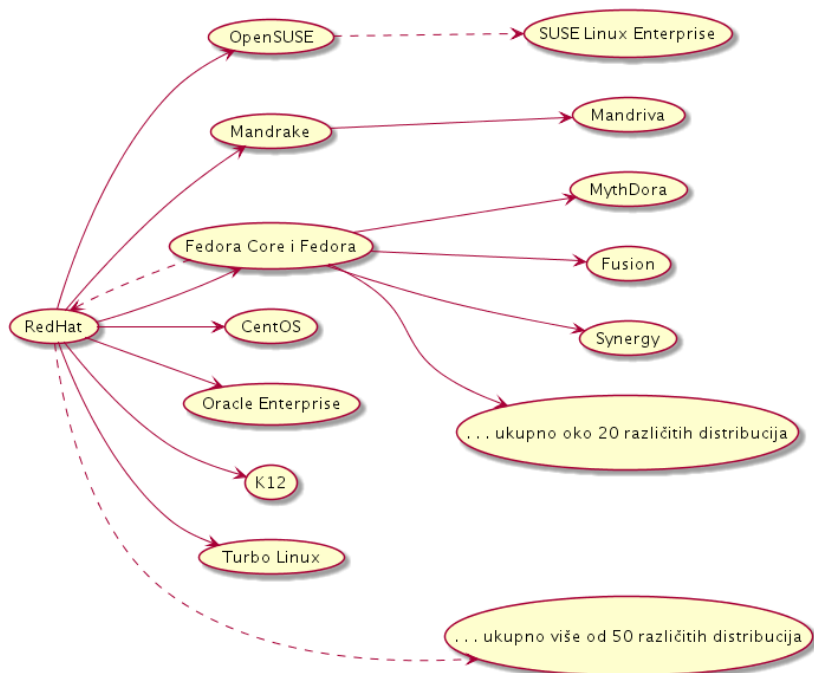 OpenSUSE
SUSE Linux Enterprise
Mandrake
Mandriva
MythDora
Fedora Core i Fedora
Fusion
RedHat
CentOS
Synergy
Oracle Enterprise
. . . ukupno oko 20 različitih distribucija
K12
Turbo Linux
. . . ukupno više od 50 različitih distribucija